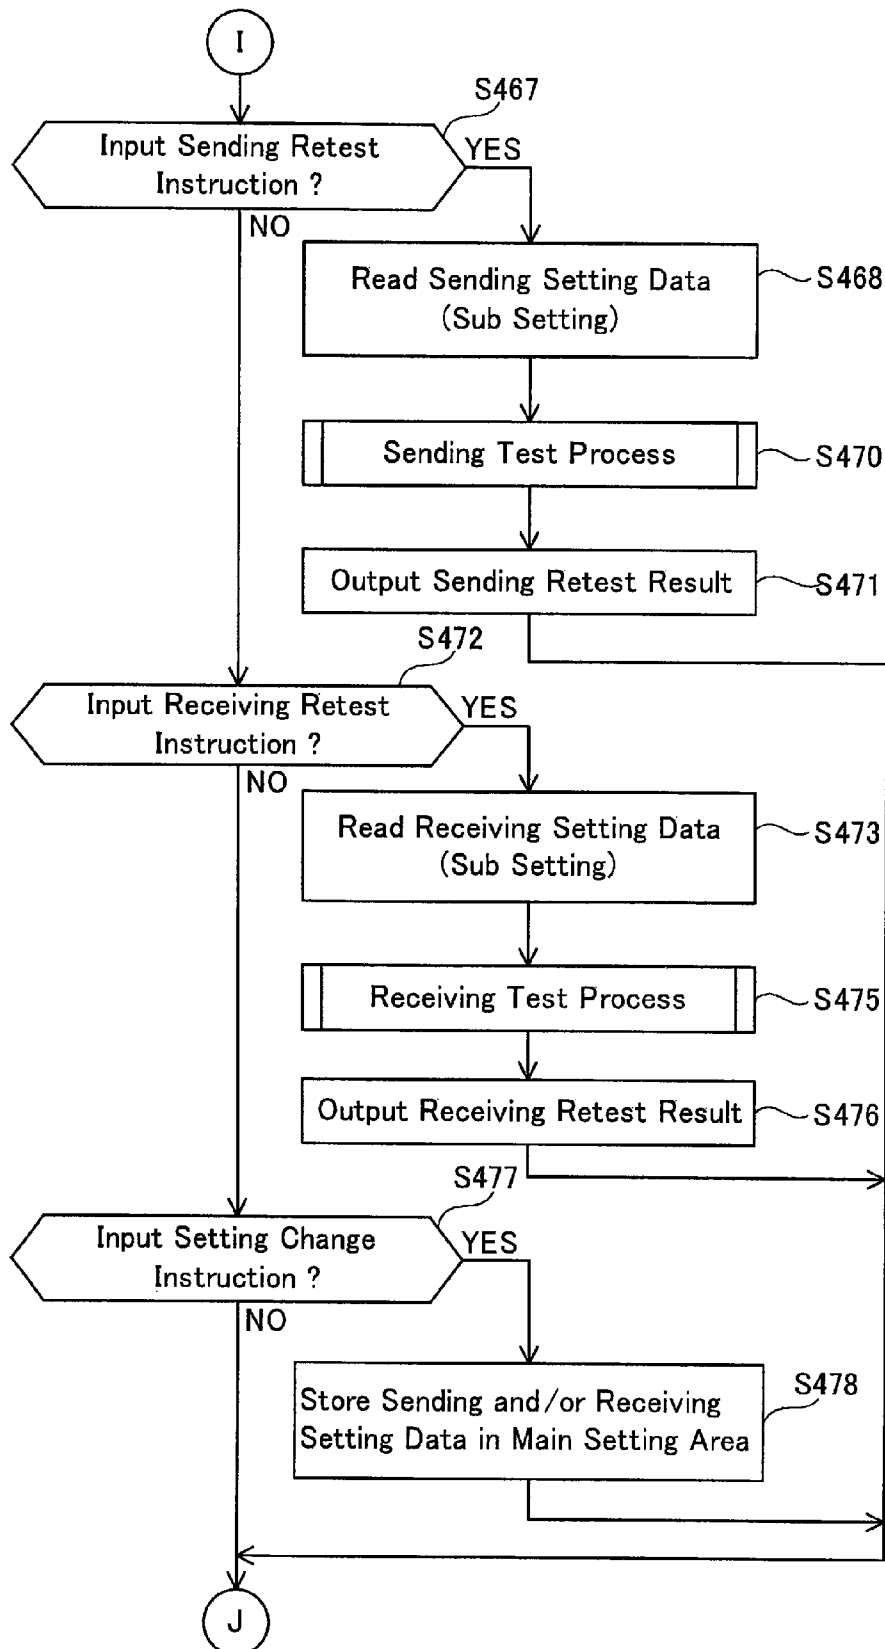 I
S467
Input Sending Retest
Instruction ?
YES
NO
Read Sending Setting Data
(Sub Setting)
S468
Sending Test Process
S470
Output Sending Retest Result
S471
S472
Input Receiving Retest
Instruction ?
YES
NO
Read Receiving Setting Data
(Sub Setting)
S473
Receiving Test Process
S475
Output Receiving Retest Result
S476
S477
Input Setting Change
Instruction ?
YES
NO
S478
Store Sending and/or Receiving
Setting Data in Main Setting Area
J